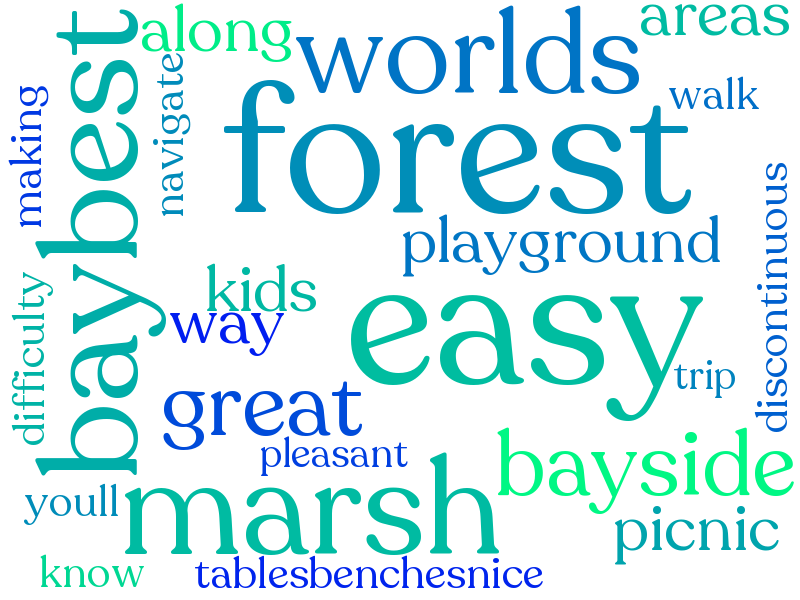 along
worlds
areas
best
navigate
making
walk
forest
playground
discontinuous
bay
kids
way
easy
difficulty
trip
great
pleasant
bayside
marsh
youll
picnic
know
tablesbenchesnice